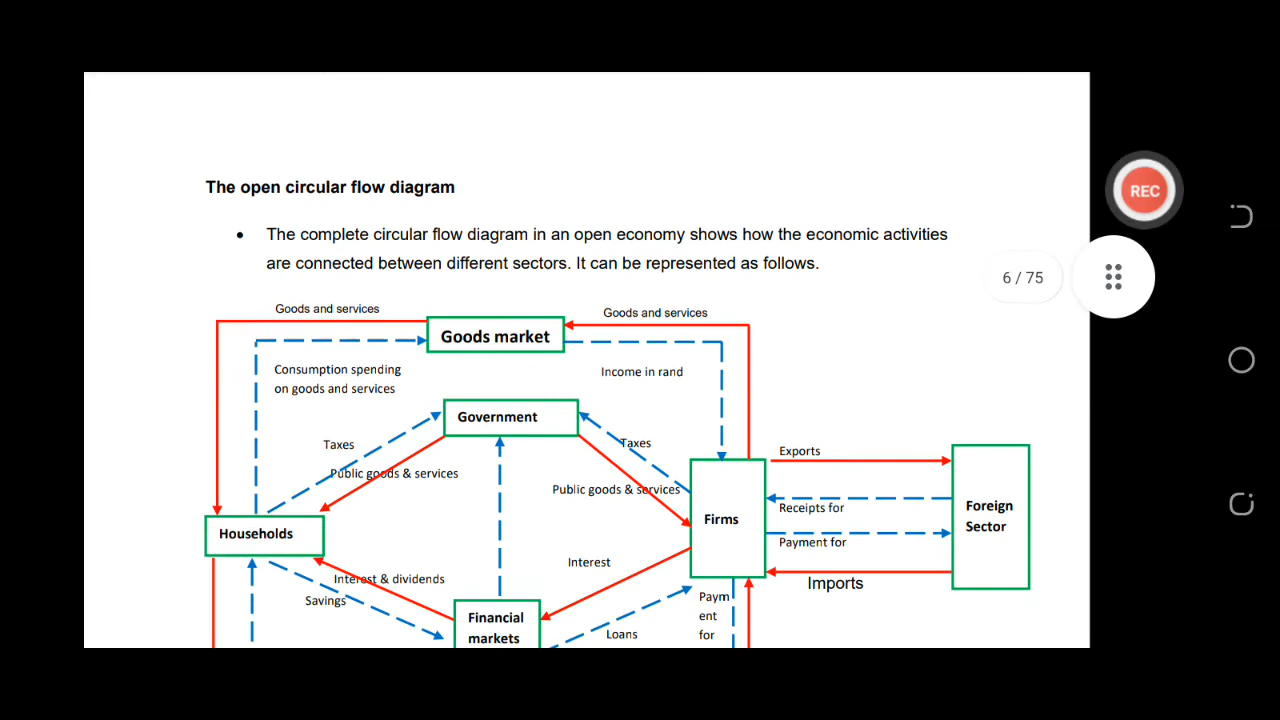 The open circular flow diagram
• The complete circular flow diagram in an open economy shows how the economic activities
are connected between different sectors. It can be represented as follows.
REC
6 / 75
Goods and services
Goods and services
Goods market
Consumption spending
on goods and services
Income in rand
Government
Taxes
Taxes
Public goods & services
Public goods & services
Exports
Receipts for
Payment for
Imports
Foreign
Sector
Firms
Households
Interest
Interest & dividends
Savings
Financial
markets
Loans
Paym
ent
for